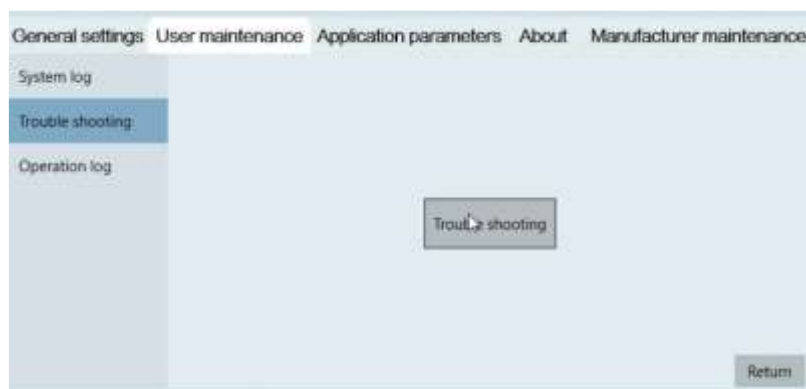 General settings User maintenance Application parameters About Manufacturer maintenance
System log
Trouble shooting
Operation log
Trouble shooting
Return